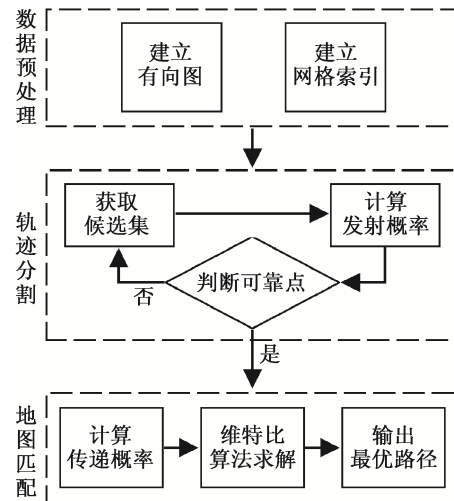 数据预处理
建立
有向图
建立
网格索引
轨迹分割
获取
候选集
计算
发射概率
判断可靠点
否
是
地图匹配
计算
传递概率
维特比
算法求解
输出
最优路径